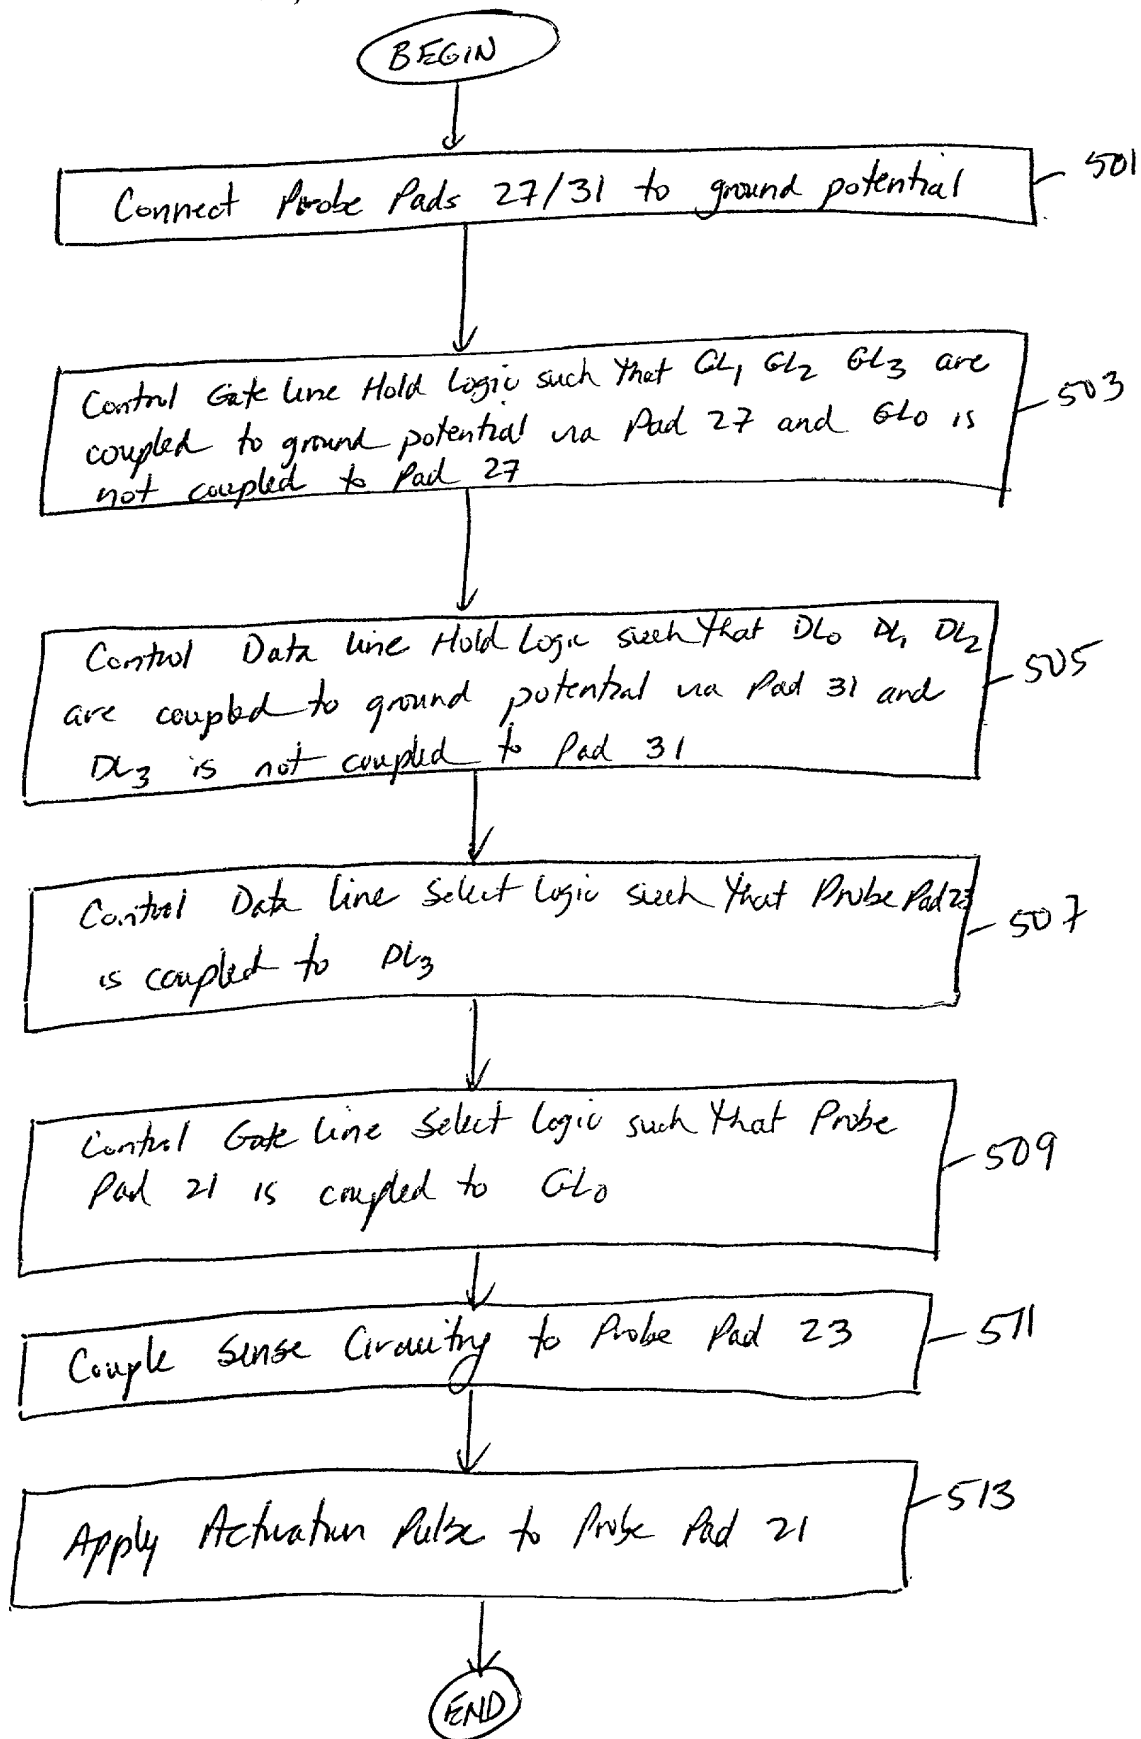 BEGIN
Connect Probe Pads 27/31 to ground potential
501
Control Gate line Hold Logic such that GL1 GL2 GL3 are
coupled to ground potential via Pad 27 and GL0 is
not coupled to Pad 27
503
Control Data line Hold Logic such that DL0 DL1 DL2
are coupled to ground potential via Pad 31 and
DL3 is not coupled to Pad 31
505
Control Data line Select Logic such that Probe Pad 23
is coupled to DL3
507
Control Gate line Select Logic such that Probe
Pad 21 is coupled to GL0
509
Couple Sense Circuitry to Probe Pad 23
511
Apply Activation Pulse to Probe Pad 21
513
END